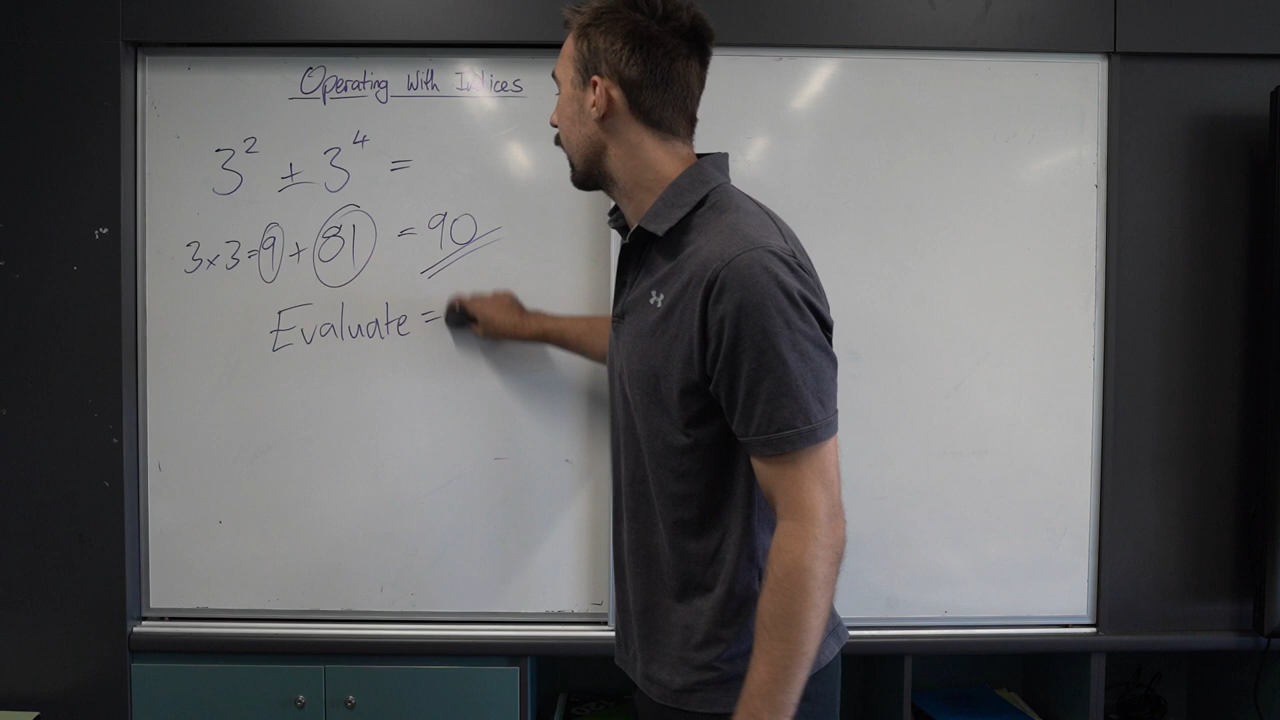 Operating With Indices
3² ± 3⁴ =
3×3=9+81 = 90
Evaluate =